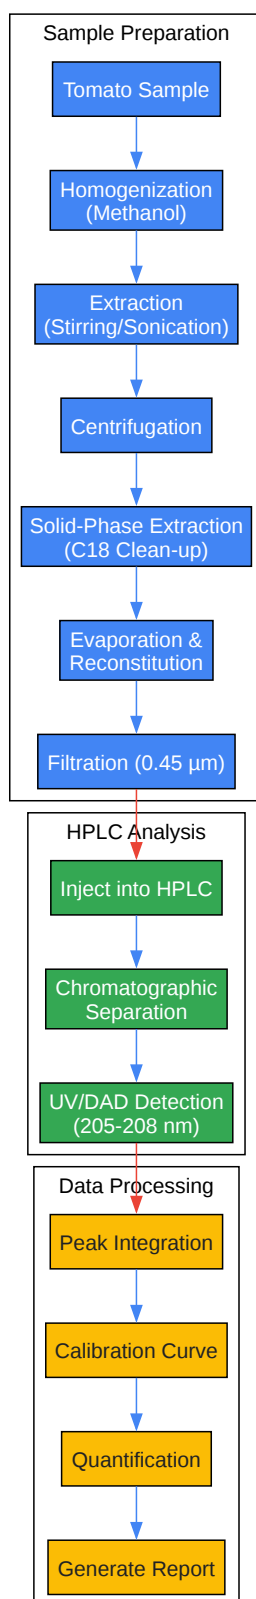 Sample Preparation
Tomato Sample
Homogenization
(Methanol)
Extraction
(Stirring/Sonication)
Centrifugation
Solid-Phase Extraction
(C18 Clean-up)
Evaporation &
Reconstitution
Filtration (0.45 µm)
HPLC Analysis
Inject into HPLC
Chromatographic
Separation
UV/DAD Detection
(205-208 nm)
Data Processing
Peak Integration
Calibration Curve
Quantification
Generate Report